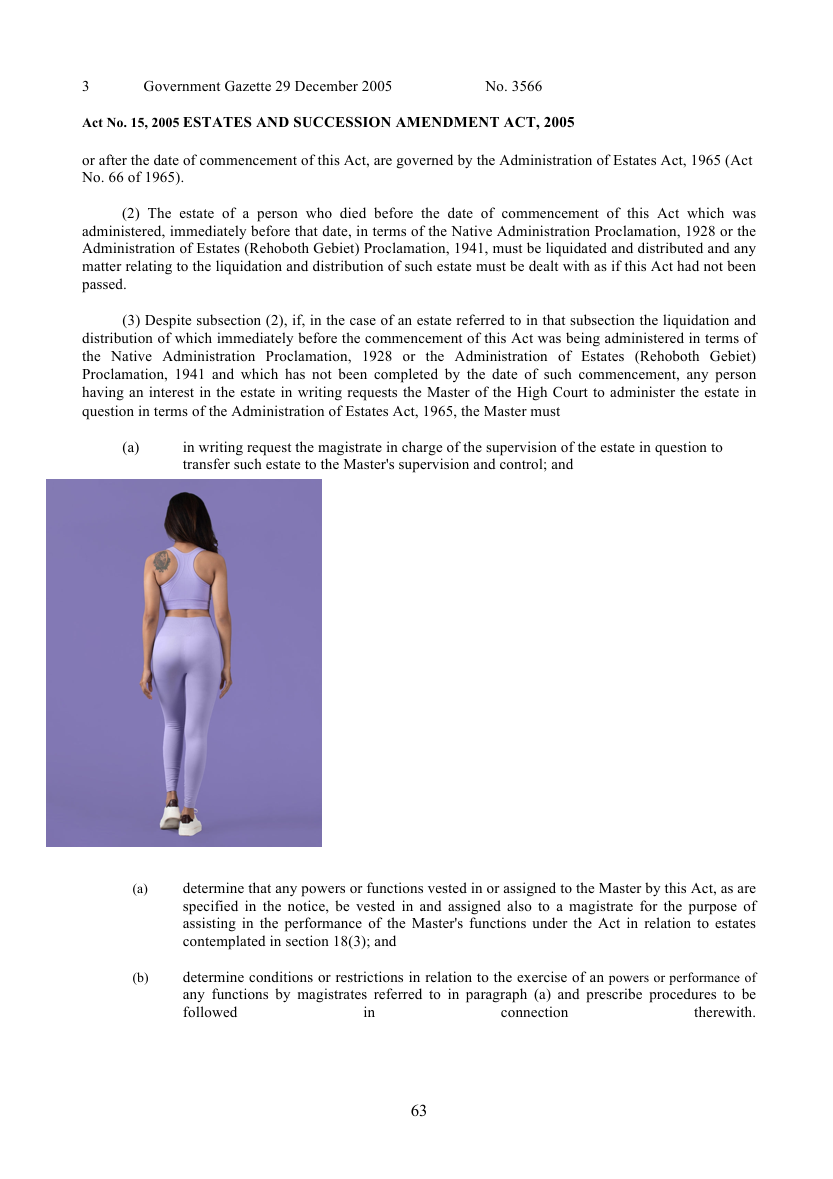 3 Government Gazette 29 December 2005 No. 3566
Act No. 15, 2005 ESTATES AND SUCCESSION AMENDMENT ACT, 2005
or after the date of commencement of this Act, are governed by the Administration of Estates Act, 1965 (Act
No. 66 of 1965).
(2) The estate of a person who died before the date of commencement of this Act which was
administered, immediately before that date, in terms of the Native Administration Proclamation, 1928 or the
Administration of Estates (Rehoboth Gebiet) Proclamation, 1941, must be liquidated and distributed and any
matter relating to the liquidation and distribution of such estate must be dealt with as if this Act had not been
passed.
(3) Despite subsection (2), if, in the case of an estate referred to in that subsection the liquidation and
distribution of which immediately before the commencement of this Act was being administered in terms of
the Native Administration Proclamation, 1928 or the Administration of Estates (Rehoboth Gebiet)
Proclamation, 1941 and which has not been completed by the date of such commencement, any person
having an interest in the estate in writing requests the Master of the High Court to administer the estate in
question in terms of the Administration of Estates Act, 1965, the Master must
(a) in writing request the magistrate in charge of the supervision of the estate in question to
transfer such estate to the Master's supervision and control; and
(a) determine that any powers or functions vested in or assigned to the Master by this Act, as are
specified in the notice, be vested in and assigned also to a magistrate for the purpose of
assisting in the performance of the Master's functions under the Act in relation to estates
contemplated in section 18(3); and
(b) determine conditions or restrictions in relation to the exercise of an powers or performance of
any functions by magistrates referred to in paragraph (a) and prescribe procedures to be
followed in connection therewith.
63